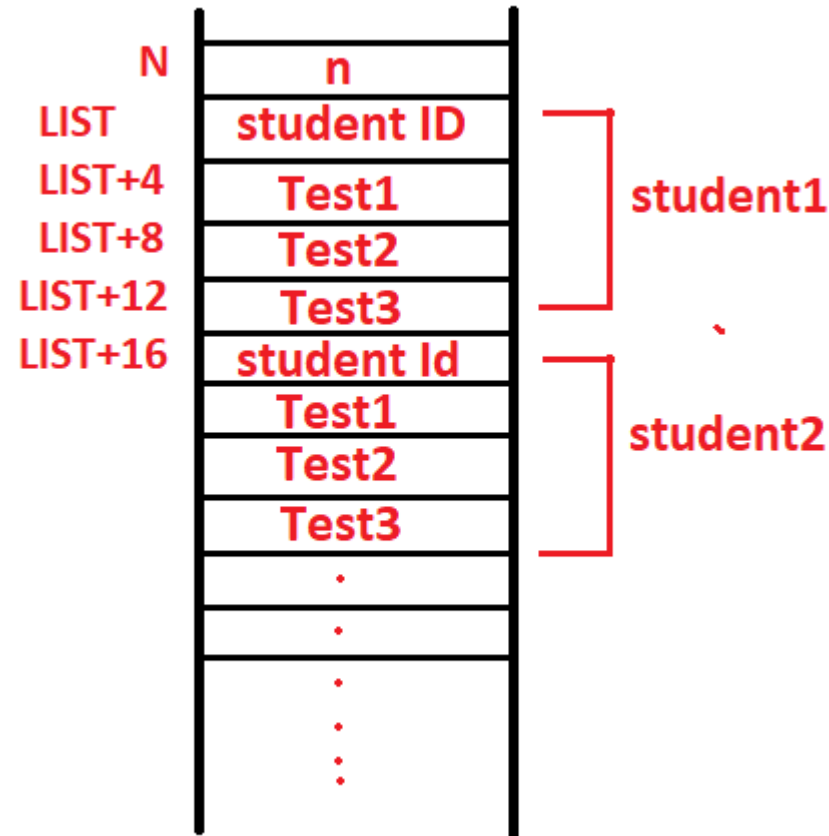 N n
LIST student ID
LIST+4 Test1
student1
LIST+8 Test2
LIST+12 Test3
LIST+16 student Id
Test1
student2
Test2
Test3